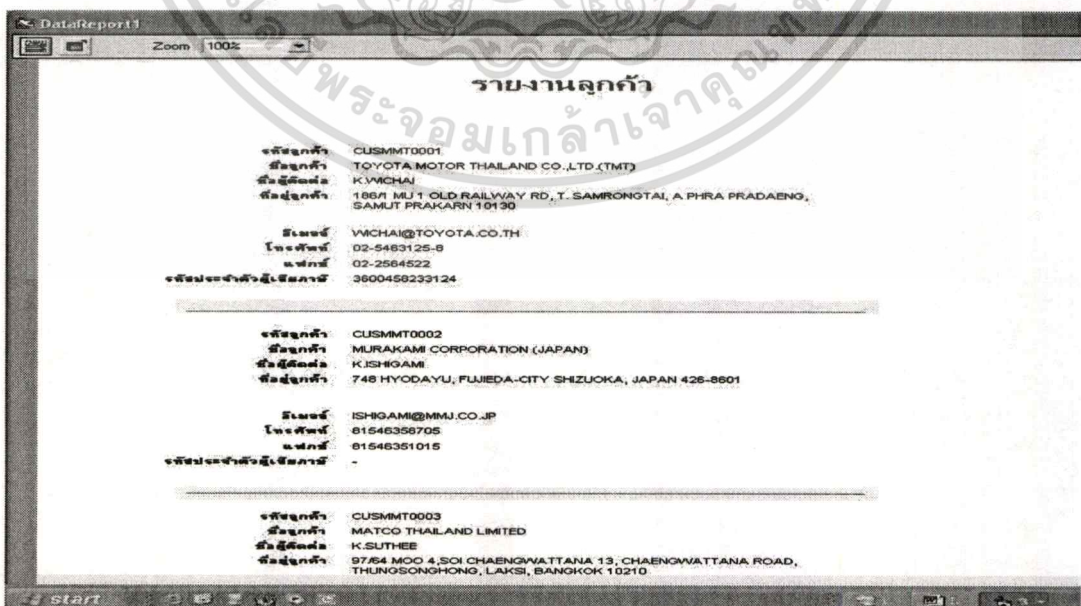 DataReport1
Zoom 100%
รายงานลูกค้า
รหัสลูกค้า CUSMMT0001
ชื่อลูกค้า TOYOTA MOTOR THAILAND CO.,LTD.(TMT)
ชื่อผู้ติดต่อ K.WICHAI
ที่อยู่ลูกค้า 186/1 MU 1 OLD RAILWAY RD, T. SAMRONGTAI, A.PHRA PRADAENG,
SAMUT PRAKARN 10130
อีเมลล์ WICHAI@TOYOTA.CO.TH
โทรศัพท์ 02-5463125-8
แฟกซ์ 02-2564522
รหัสประจำตัวผู้เสียภาษี 3600456233124
รหัสลูกค้า CUSMMT0002
ชื่อลูกค้า MURAKAMI CORPORATION (JAPAN)
ชื่อผู้ติดต่อ K.ISHIGAMI
ที่อยู่ลูกค้า 748 HYODAYU, FUJIEDA-CITY SHIZUOKA, JAPAN 426-8601
อีเมลล์ ISHIGAMI@MMJ.CO.JP
โทรศัพท์ 81546358705
แฟกซ์ 81546351015
รหัสประจำตัวผู้เสียภาษี -
รหัสลูกค้า CUSMMT0003
ชื่อลูกค้า MATCO THAILAND LIMITED
ชื่อผู้ติดต่อ K.SUTHEE
ที่อยู่ลูกค้า 97/64 MOO 4,SOI CHAENGWATTANA 13, CHAENGWATTANA ROAD,
THUNGSONGHONG, LAKSI, BANGKOK 10210
start